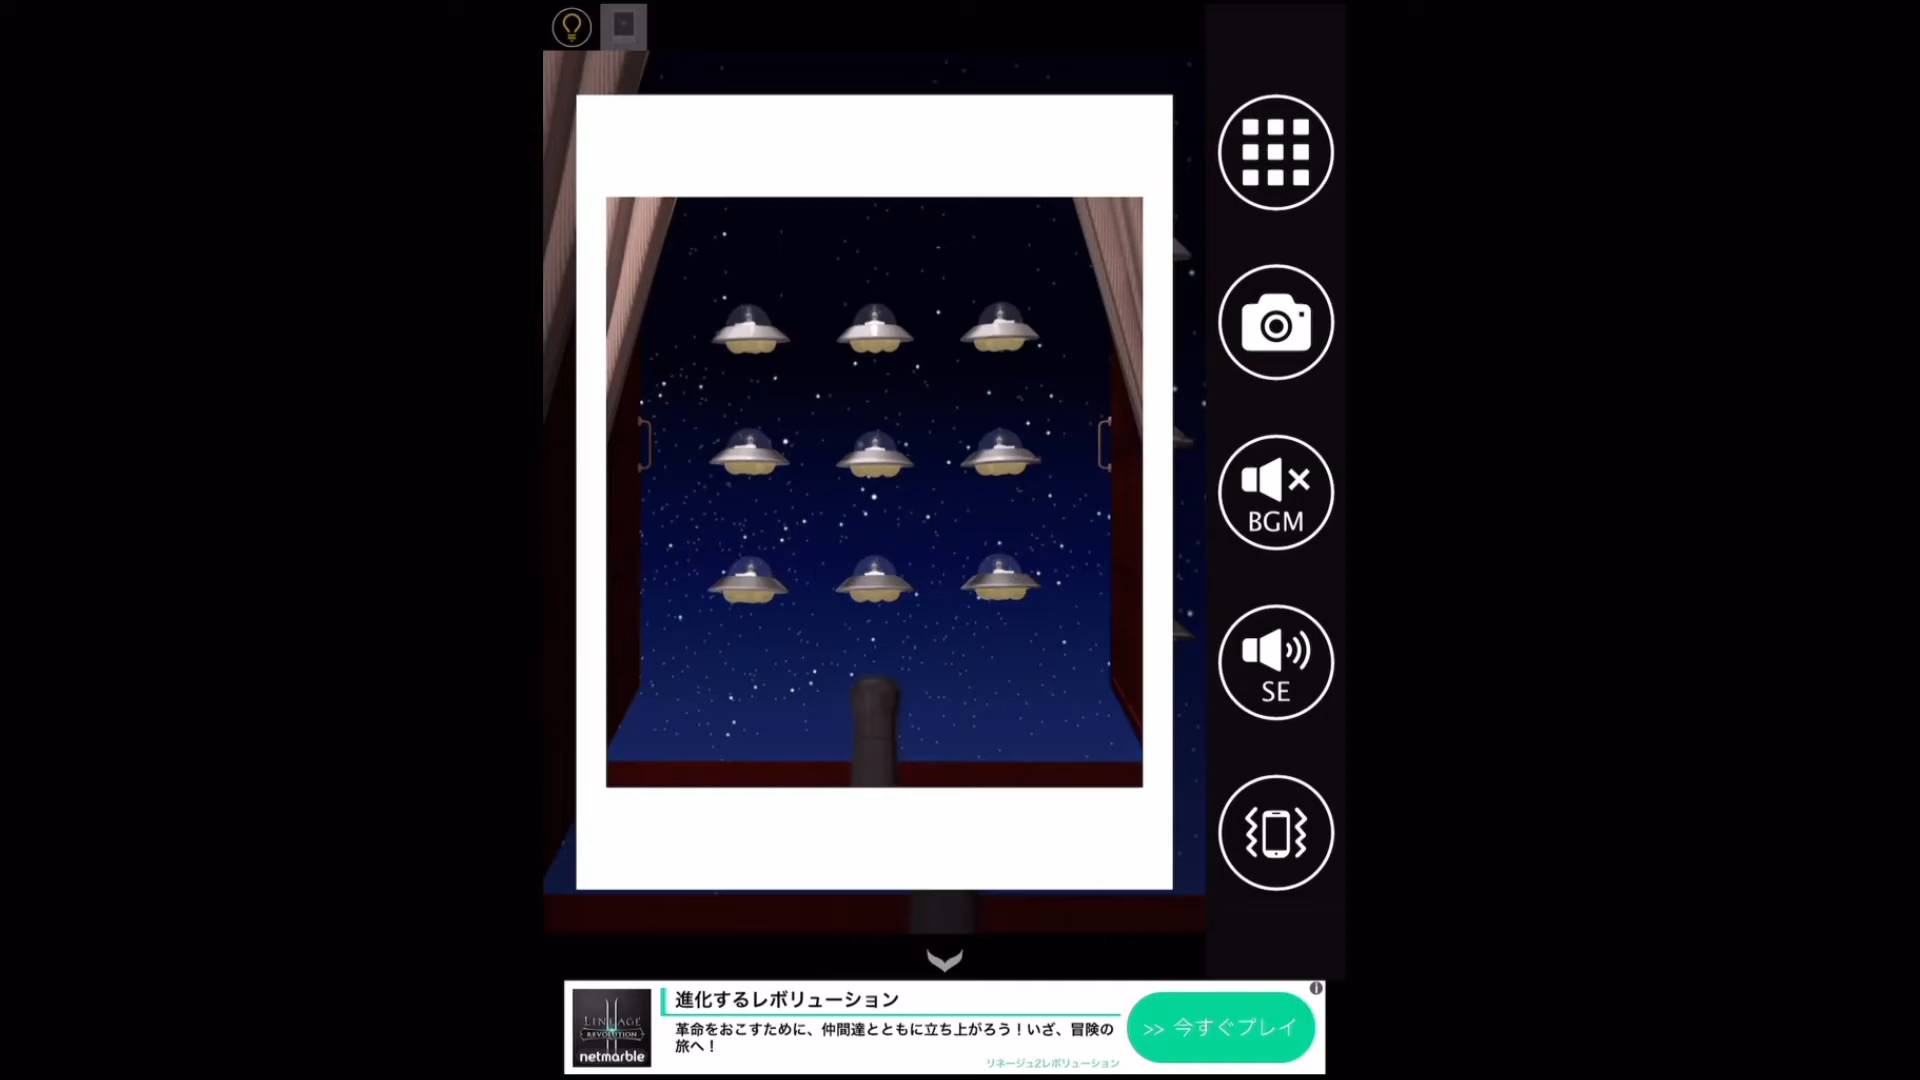 BGM
SE
LINEAGE
REVOLUTION
netmarble
進化するレボリューション
革命をおこすために、仲間達とともに立ち上がろう！いざ、冒険の
旅へ！
リネージュ2レボリューション
>> 今すぐプレイ